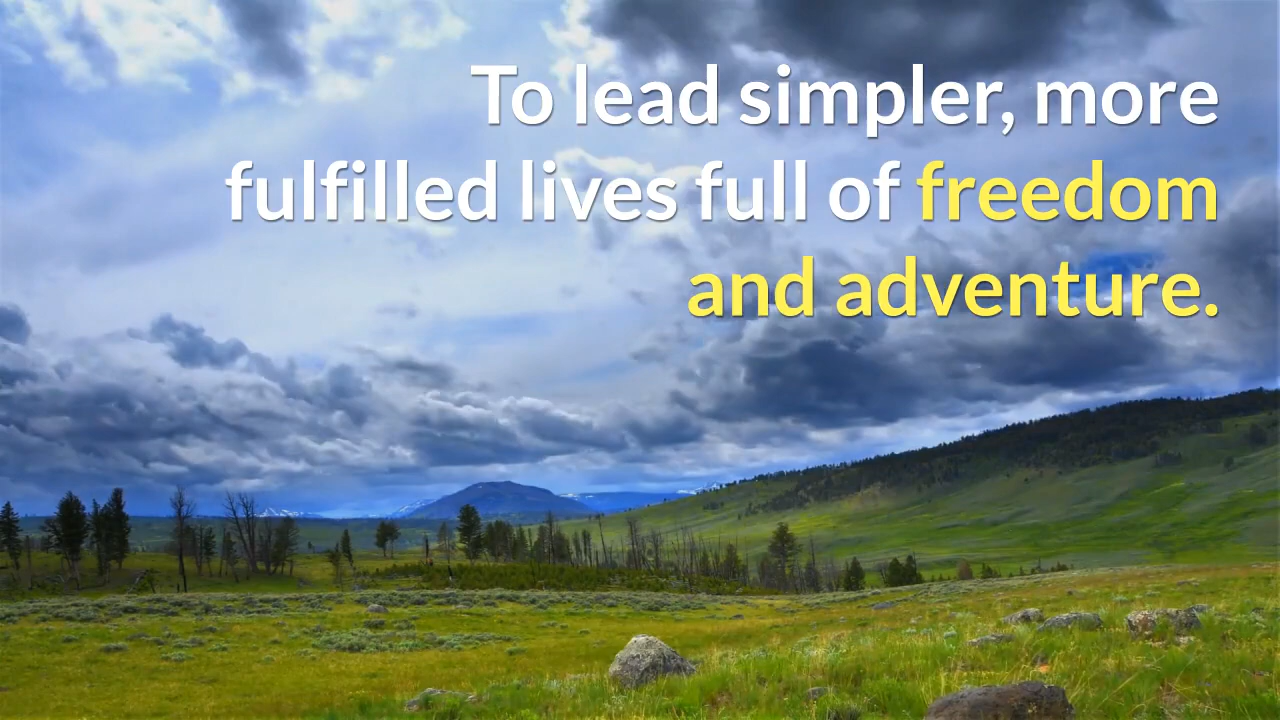 To lead simpler, more
fulfilled lives full of freedom
and adventure.